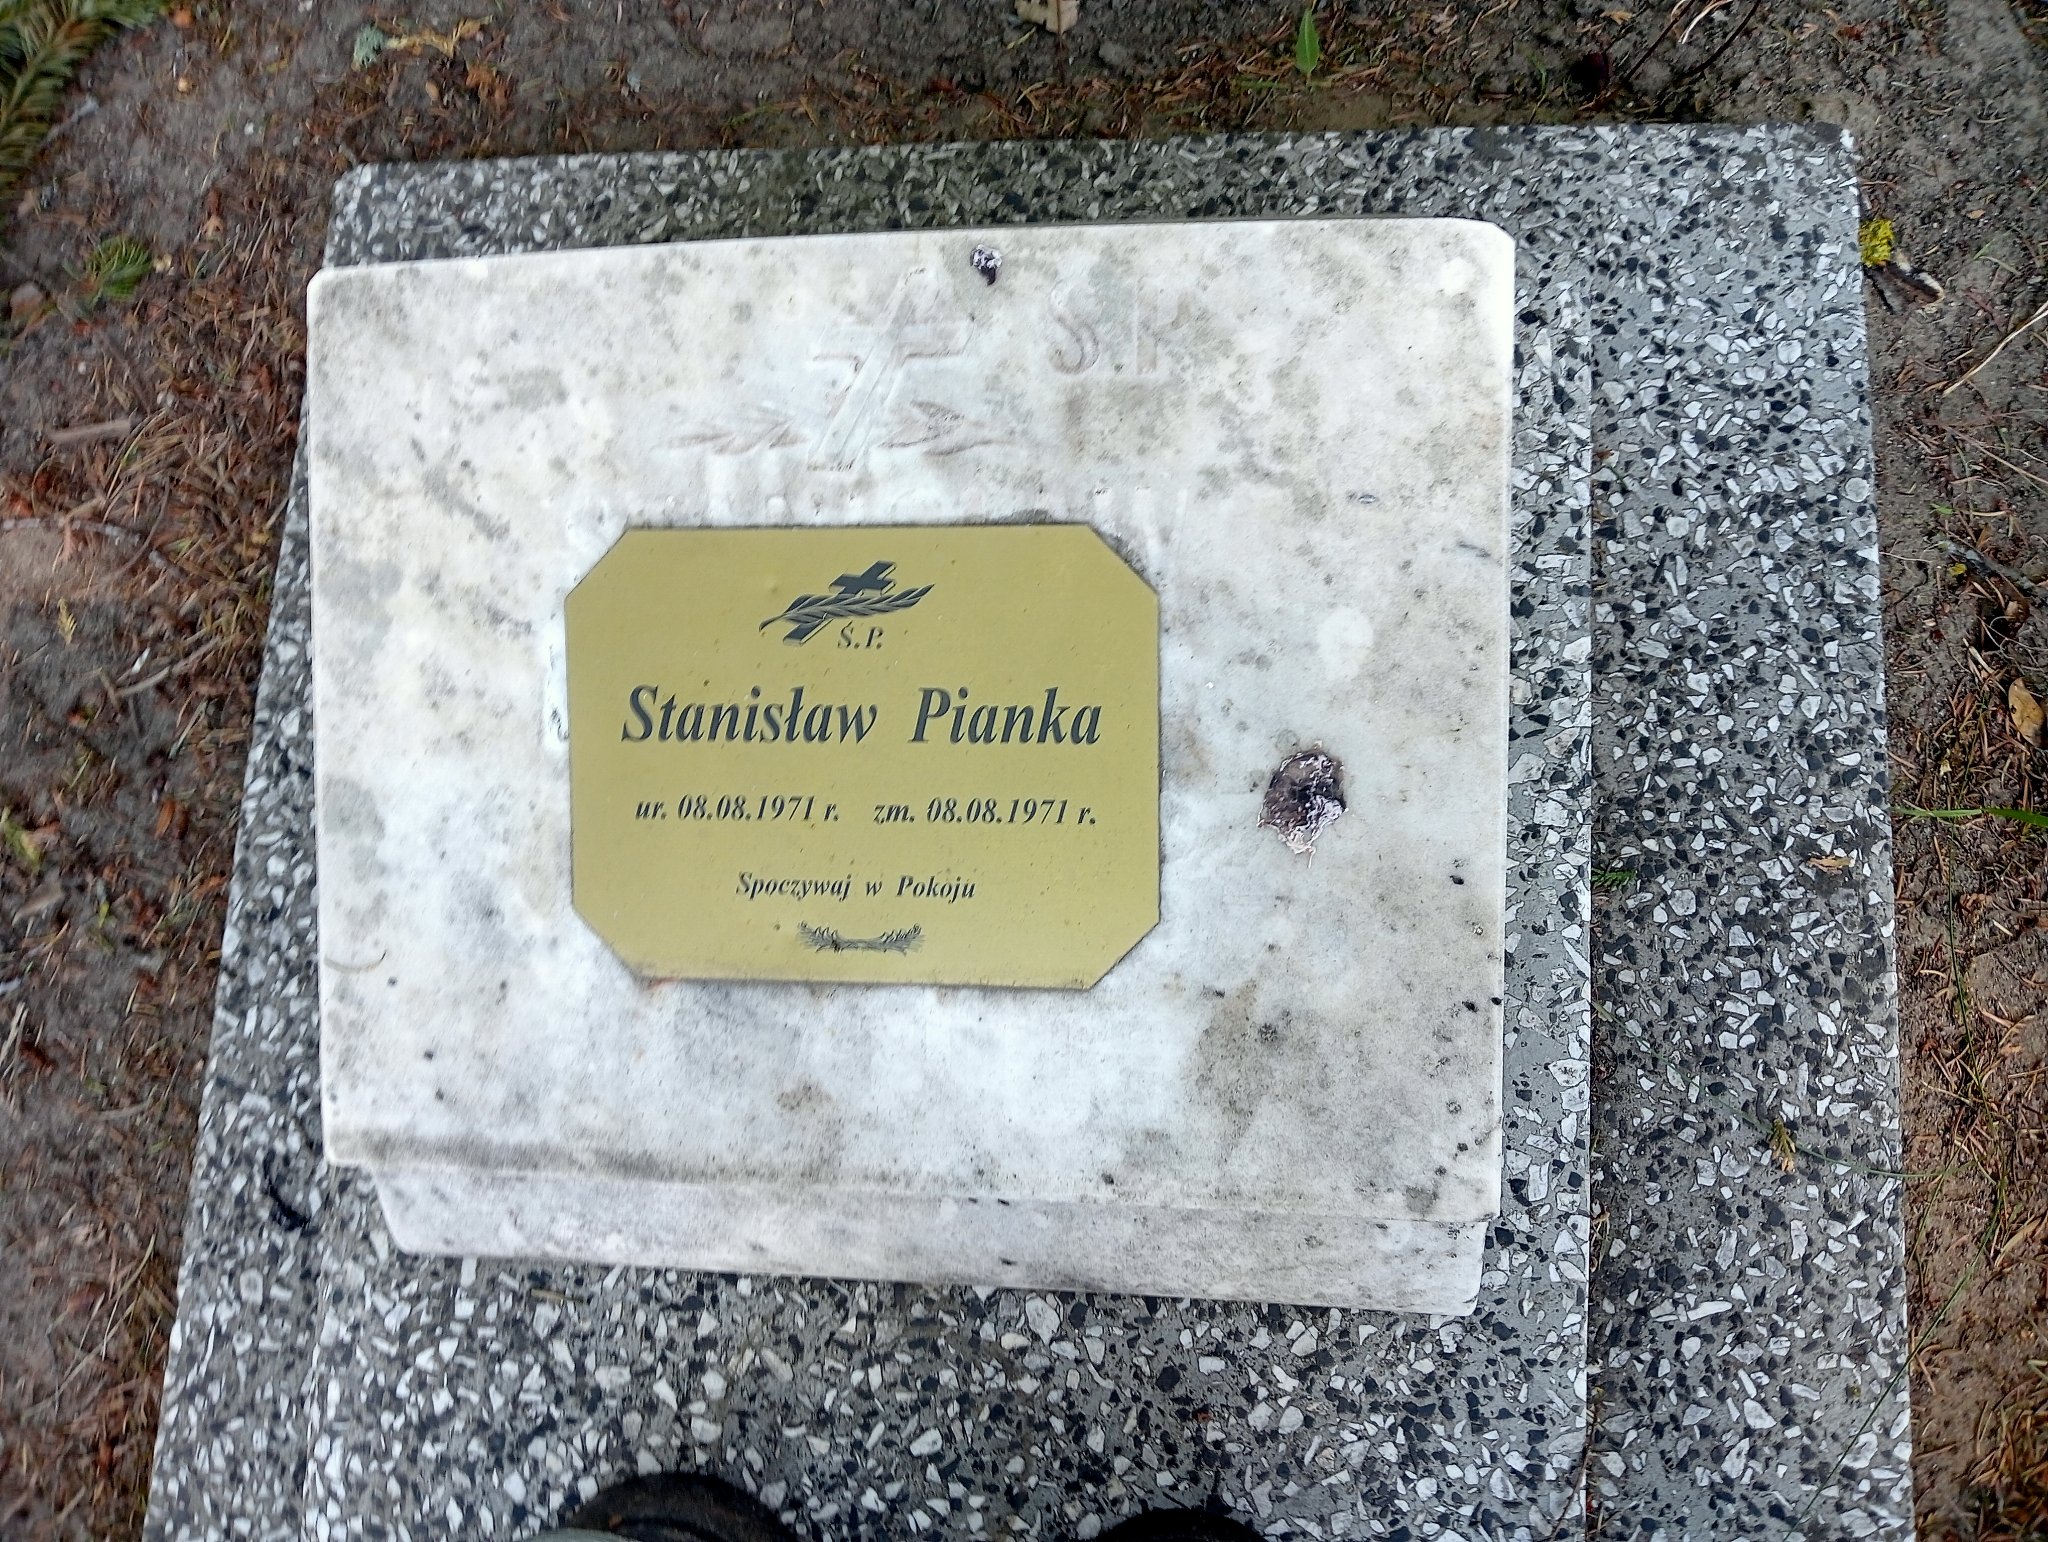 S.P.
Ś.P.
Stanisław Pianka
ur. 08.08.1971 r. zm. 08.08.1971 r.
Spoczywaj w Pokoju